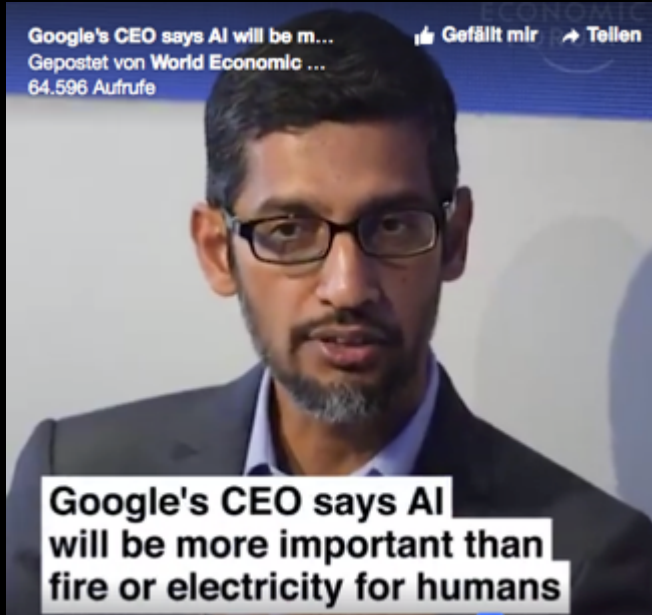 ECONOMIC
Google's CEO says AI will be m...
Gefällt mir
Teilen
Gepostet von World Economic ...
64.596 Aufrufe
Google's CEO says AI
will be more important than
fire or electricity for humans